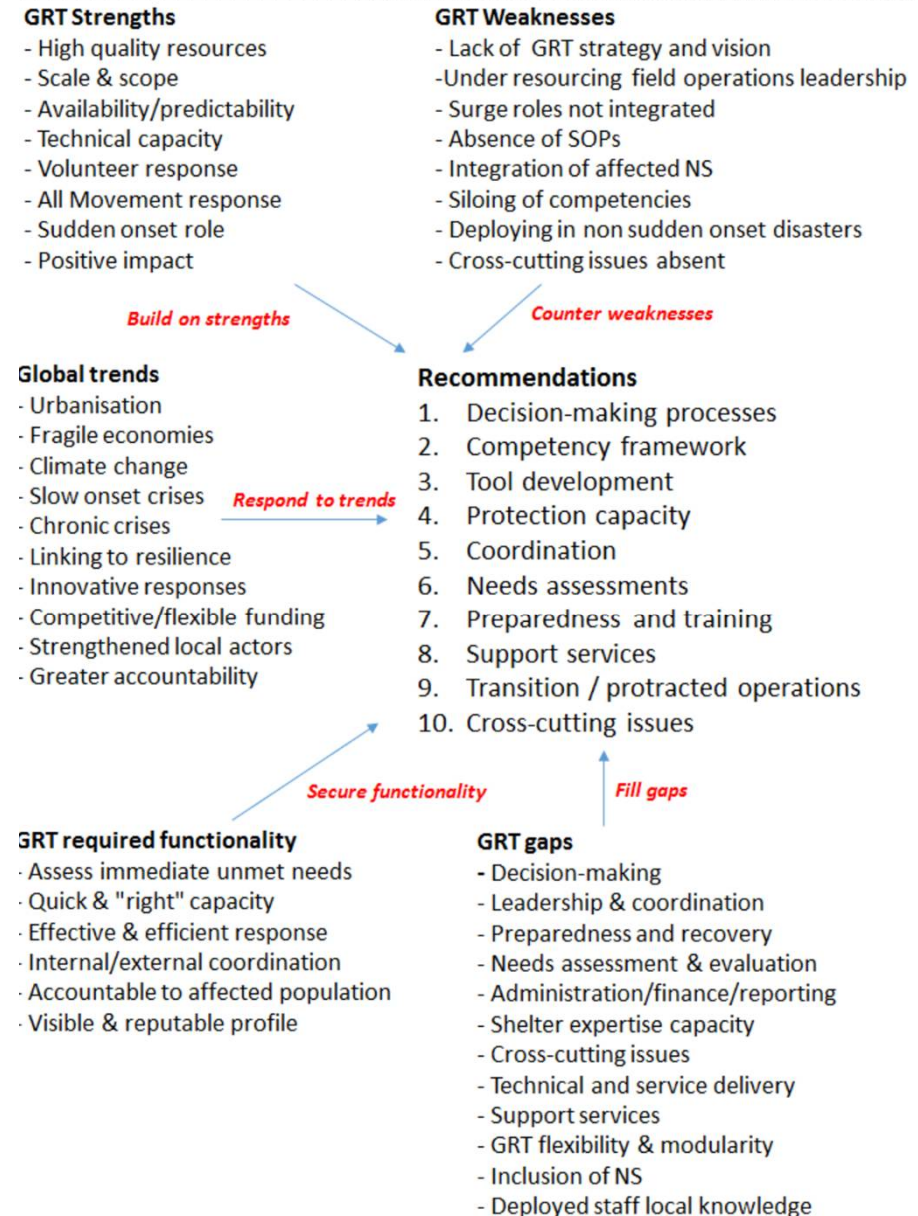 GRT Strengths
- High quality resources
- Scale & scope
- Availability/predictability
- Technical capacity
- Volunteer response
- All Movement response
- Sudden onset role
- Positive impact
GRT Weaknesses
- Lack of GRT strategy and vision
-Under resourcing field operations leadership
- Surge roles not integrated
- Absence of SOPs
- Integration of affected NS
- Siloing of competencies
- Deploying in non sudden onset disasters
- Cross-cutting issues absent
Build on strengths
Counter weaknesses
Global trends
- Urbanisation
- Fragile economies
- Climate change
- Slow onset crises
- Chronic crises
- Linking to resilience
- Innovative responses
- Competitive/flexible funding
- Strengthened local actors
- Greater accountability
Respond to trends
Recommendations
1. Decision-making processes
2. Competency framework
3. Tool development
4. Protection capacity
5. Coordination
6. Needs assessments
7. Preparedness and training
8. Support services
9. Transition / protracted operations
10. Cross-cutting issues
Secure functionality
Fill gaps
GRT required functionality
- Assess immediate unmet needs
- Quick & "right" capacity
- Effective & efficient response
- Internal/external coordination
- Accountable to affected population
- Visible & reputable profile
GRT gaps
- Decision-making
- Leadership & coordination
- Preparedness and recovery
- Needs assessment & evaluation
- Administration/finance/reporting
- Shelter expertise capacity
- Cross-cutting issues
- Technical and service delivery
- Support services
- GRT flexibility & modularity
- Inclusion of NS
- Deployed staff local knowledge